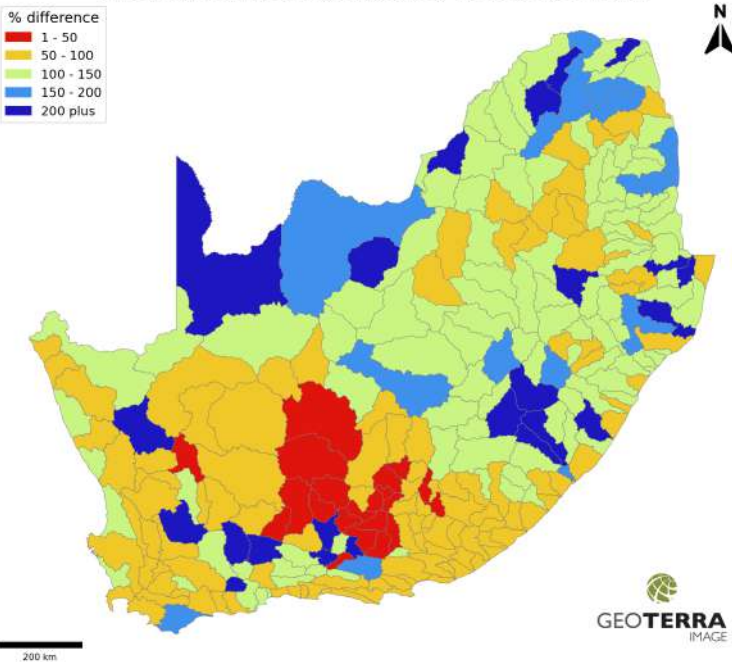 % difference
1 - 50
50 - 100
100 - 150
150 - 200
200 plus
N
GEOTERRA
IMAGE
200 km